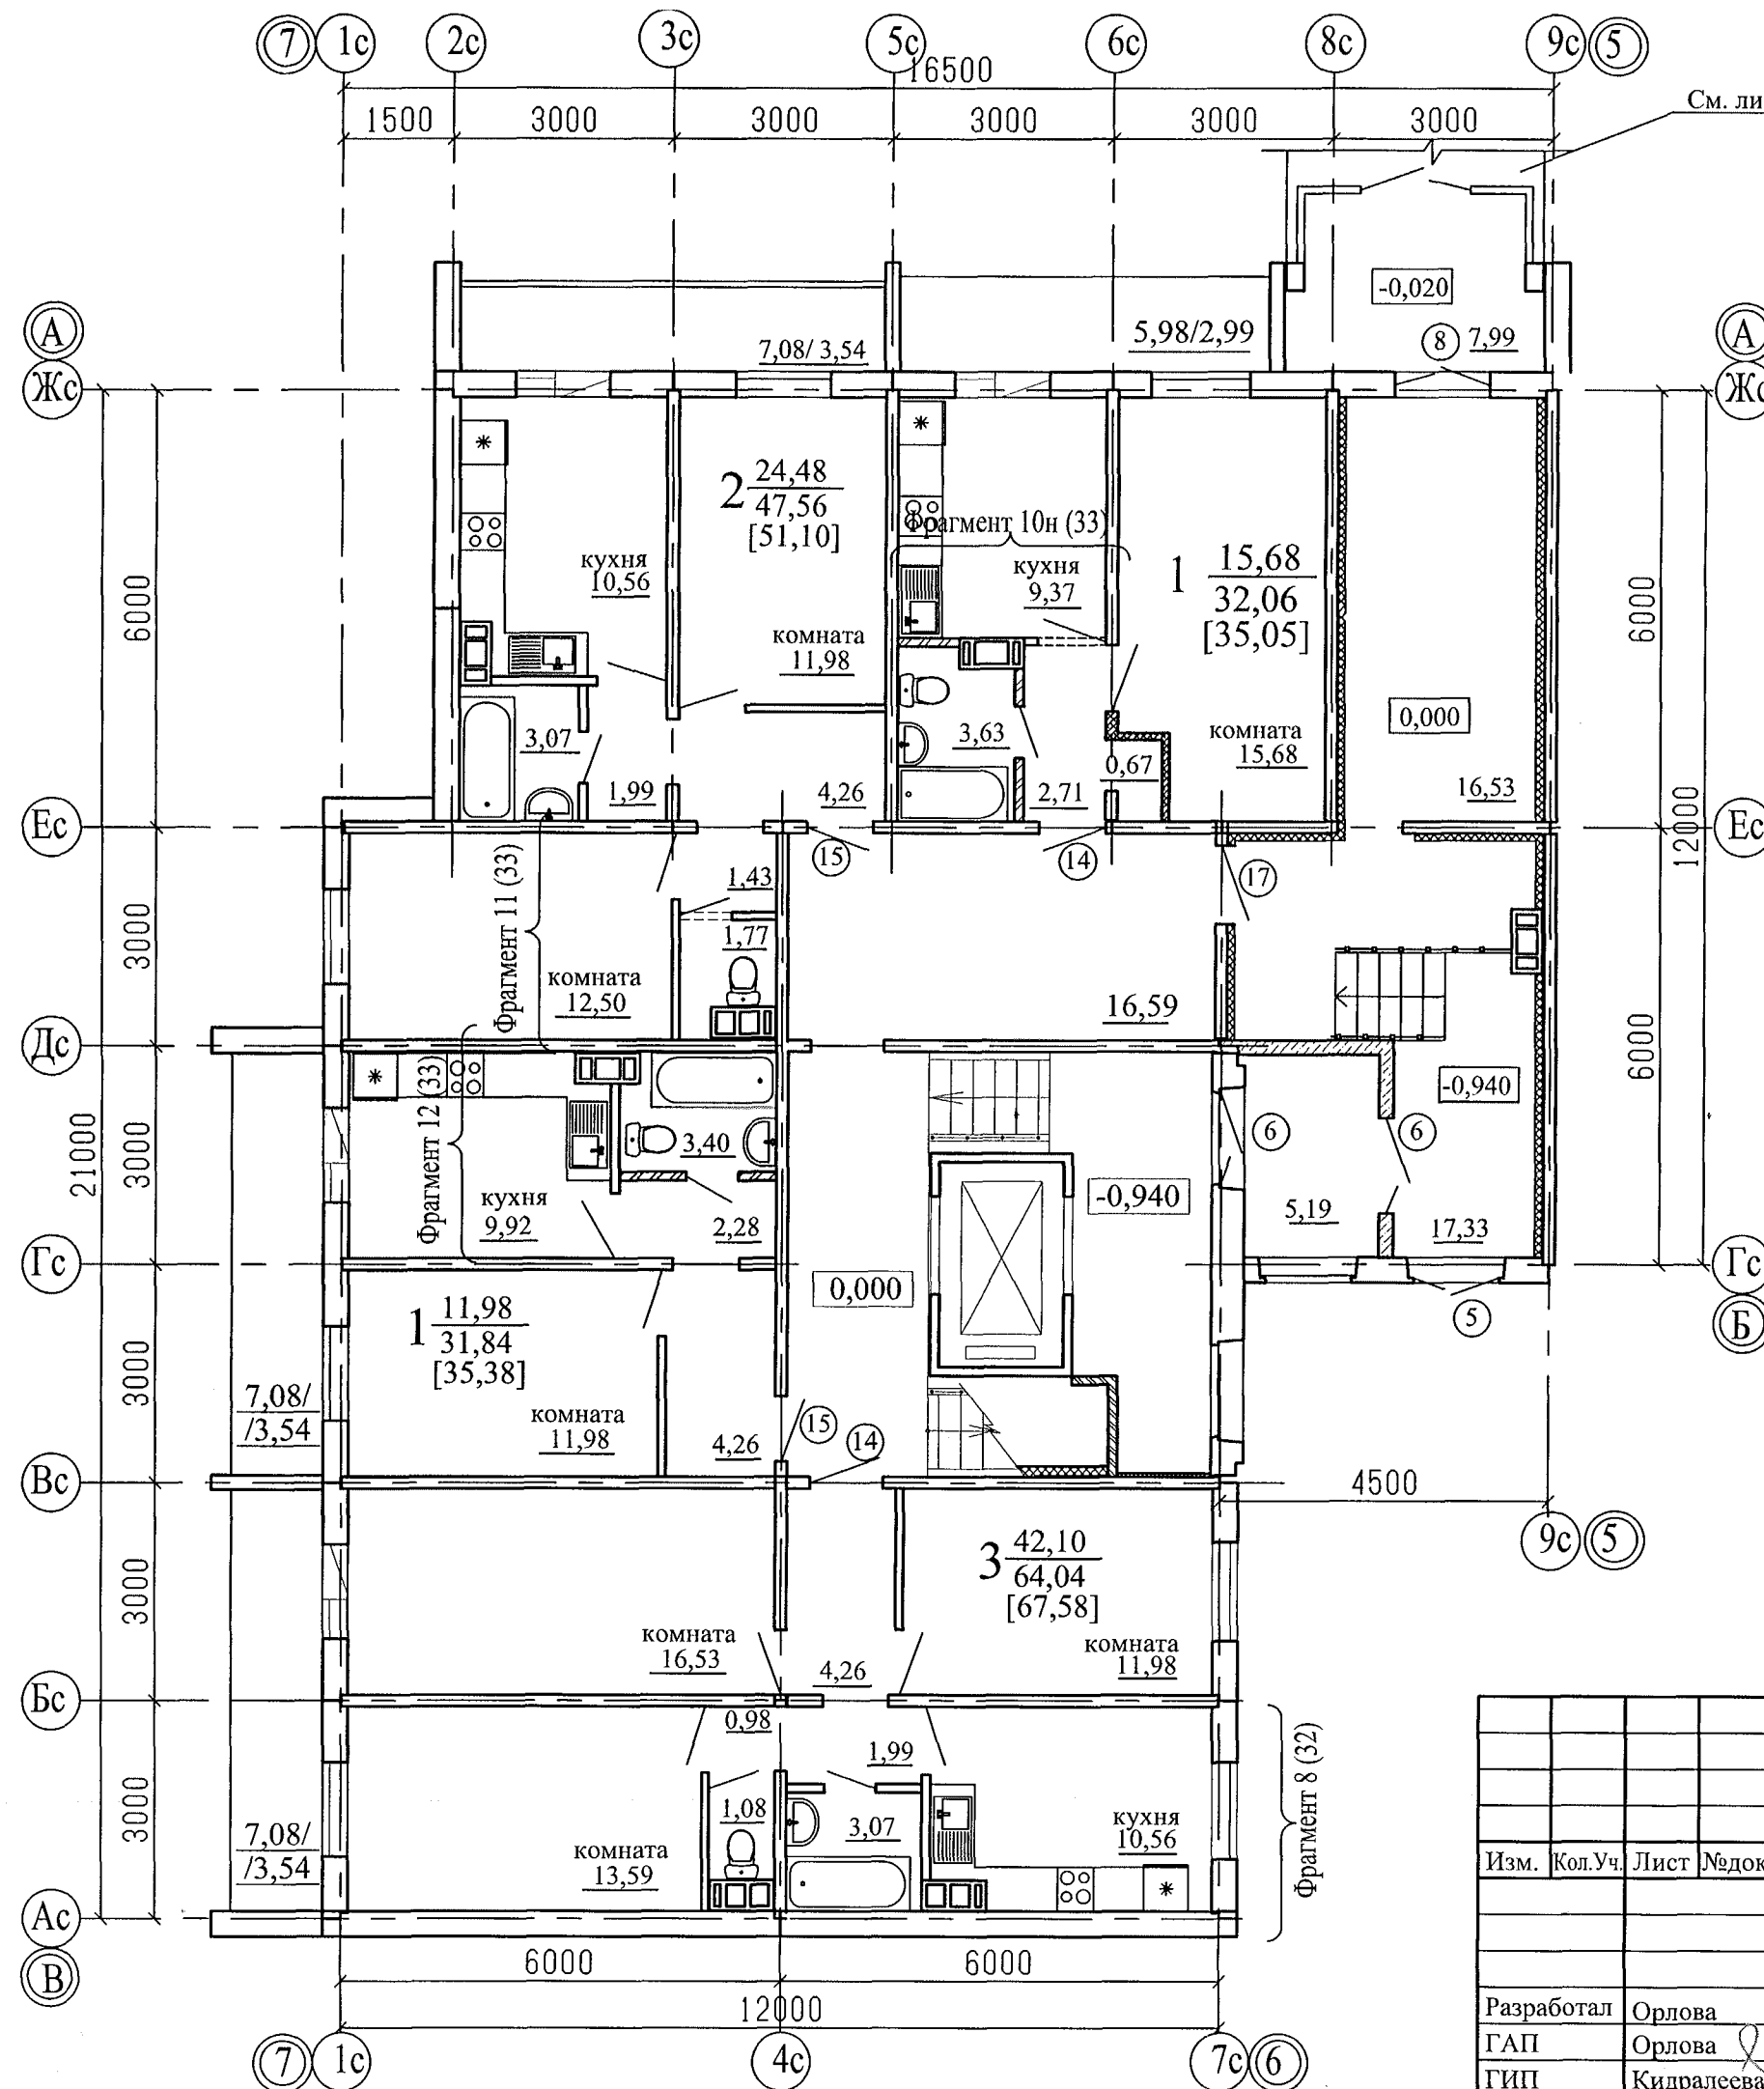 7 1с 2с 3с 5с 6с 8с 9с 5
16500
1500 3000 3000 3000 3000 3000
См. ли
-0,020
А А
7,08/ 3,54 5,98/2,99 8 7,99
Жс Жс
2 24,48
47,56
[51,10]
Фрагмент 10н (33)
кухня
10,56
кухня
9,37
1 15,68
32,06
[35,05]
6000 6000
комната
11,98
0,000
3,07 3,63 0,67
комната
15,68
1,99 4,26 2,71 16,53
Ес Ес
12000
15 14 17
Фрагмент 11 (33)
1,43
1,77
3000
комната
12,50
16,59
Дс
6000
Фрагмент 12 (33)
-0,940
21000
3000
6 6
3,40
-0,940
кухня
9,92
2,28
5,19 17,33
Гс Гс
0,000
5
Б
1 11,98
31,84
[35,38]
3000
7,08/
/3,54
комната
11,98
4,26
15 14
Вс
4500
9с 5
3 42,10
64,04
[67,58]
3000
комната
16,53
4,26
комната
11,98
Бс
0,98
1,99
Фрагмент 8 (32)
3000
1,08
3,07
кухня
10,56
7,08/
/3,54
комната
13,59
Изм. Кол.Уч. Лист №док
Ас
В
6000 6000
12000
7 1с 4с 7с 6
Разработал Орлова
ГАП Орлова
ГИП Кидралеева